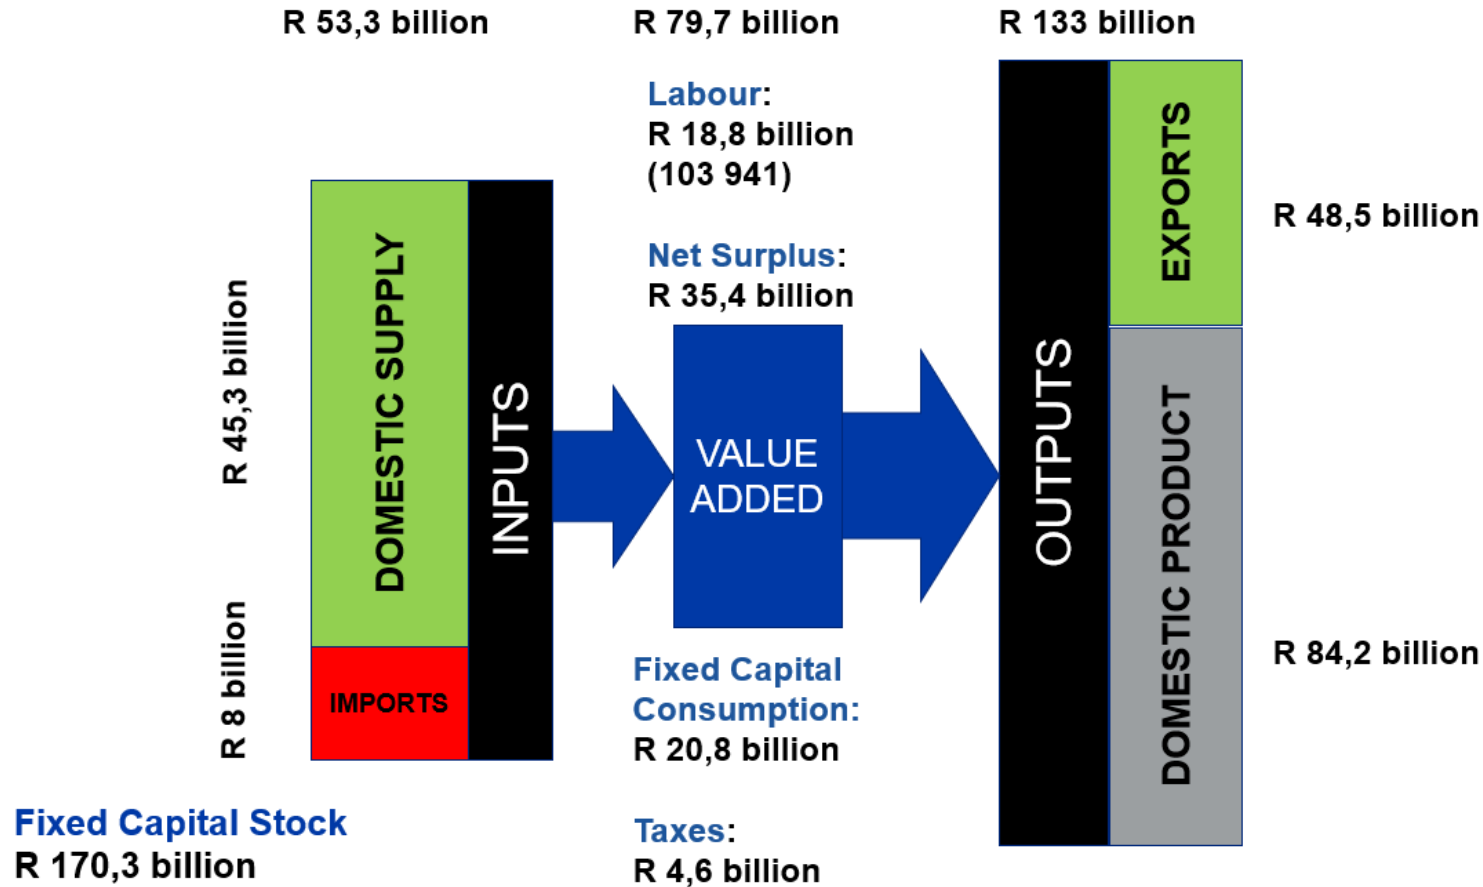 R 53,3 billion
R 79,7 billion
R 133 billion
Labour:
R 18,8 billion
(103 941)
Net Surplus:
R 35,4 billion
R 45,3 billion
R 8 billion
DOMESTIC SUPPLY
IMPORTS
INPUTS
VALUE
ADDED
OUTPUTS
EXPORTS
DOMESTIC PRODUCT
R 48,5 billion
R 84,2 billion
Fixed Capital
Consumption:
R 20,8 billion
Taxes:
R 4,6 billion
Fixed Capital Stock
R 170,3 billion